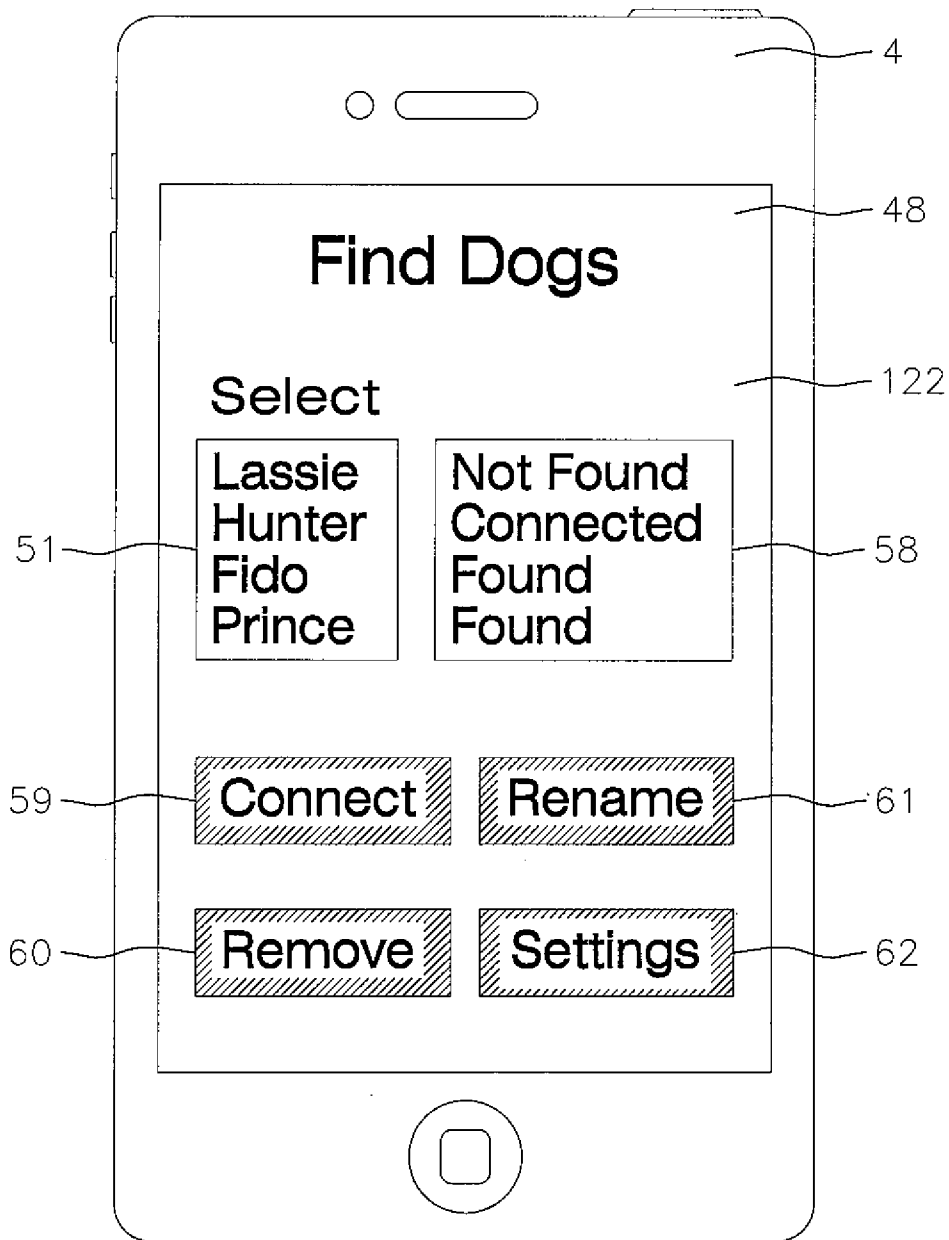 4
48
Find Dogs
122
Select
Lassie Not Found
Hunter Connected
51 58
Fido Found
Prince Found
59 Connect Rename 61
60 Remove Settings 62